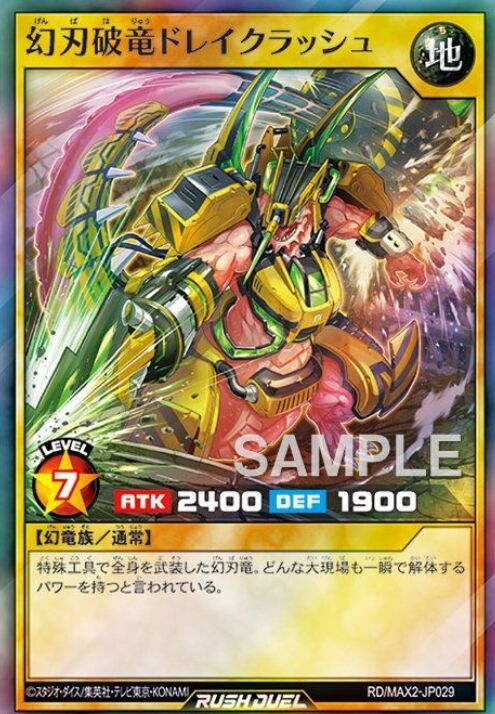 げん ば は りゅう
幻刃破竜ドレイクラッシュ
地
SAMPLE
LEVEL
7
ATK 2400 DEF 1900
【幻竜族／通常】
特殊工具で全身を武装した幻刃竜。どんな大現場も一瞬で解体する
パワーを持つと言われている。
©スタジオ・ダイス/集英社・テレビ東京・KONAMI
RUSH DUEL
RD/MAX2-JP029